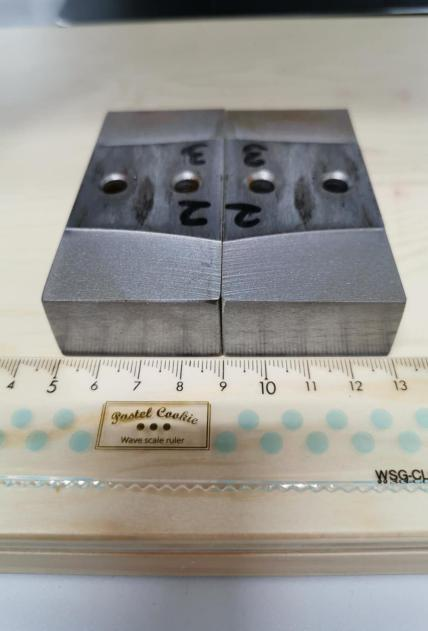 3 3
2 2
4 5 6 7 8 9 10 11 12 13
Pastel Cookie
Wave scale ruler
WSG-CL